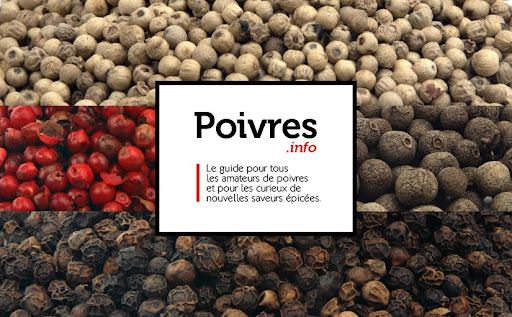 Poivres
.info
Le guide pour tous
les amateurs de poivres
et pour les curieux de
nouvelles saveurs épicées.